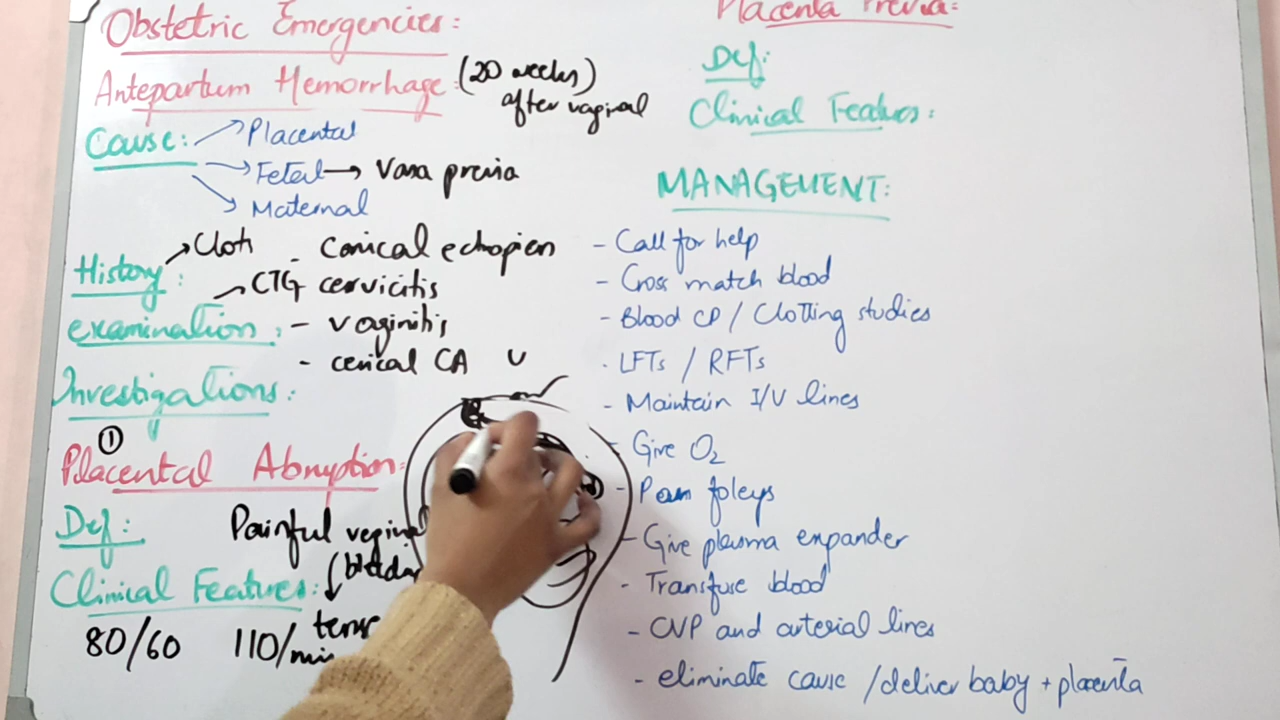 Obstetric Emergencies:
Antepartum Hemorrhage: (20 weeks)
after vaginal
Cause: Placental
Fetal → Vasa previa
Maternal
History: Clots
- Cervical ectropion
CTG cervicitis
examination: - vaginitis
- cervical CA
Investigations:
①
Placental Abruption:
Def: Painful vaginal
bleeding
Clinical Features:
tense
80/60 110/min
Placenta Previa:
Def:
Clinical Features:
MANAGEMENT:
- Call for help
- Cross match blood
- Blood CP / Clotting studies
- LFTs / RFTs
- Maintain I/V lines
- Give O2
- Pass foleys
- Give plasma expander
- Transfuse blood
- CVP and arterial lines
- eliminate cause / deliver baby + placenta